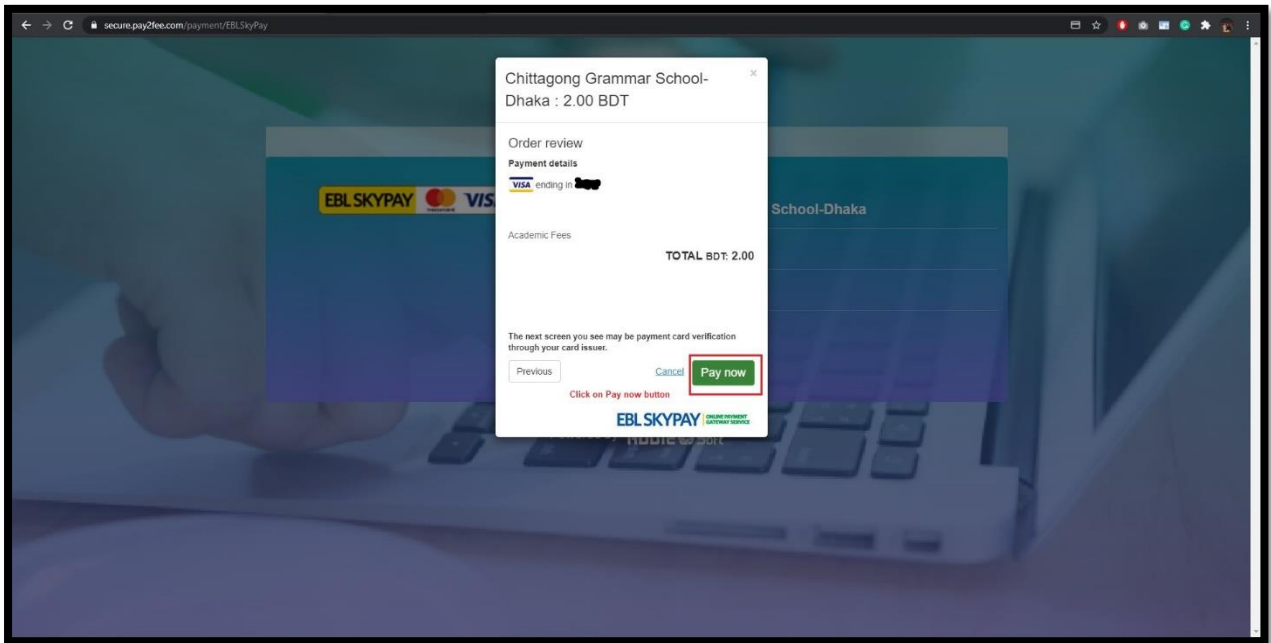 secure.pay2fee.com/payment/EBLSkyPay
Chittagong Grammar School-
Dhaka : 2.00 BDT
×
Order review
Payment details
VISA ending in
Academic Fees
TOTAL BDT: 2.00
The next screen you see may be payment card verification
through your card issuer.
Previous
Cancel
Pay now
Click on Pay now button
EBL SKYPAY ONLINE PAYMENT
GATEWAY SERVICE
EBL SKYPAY
VIS
School-Dhaka
Soft